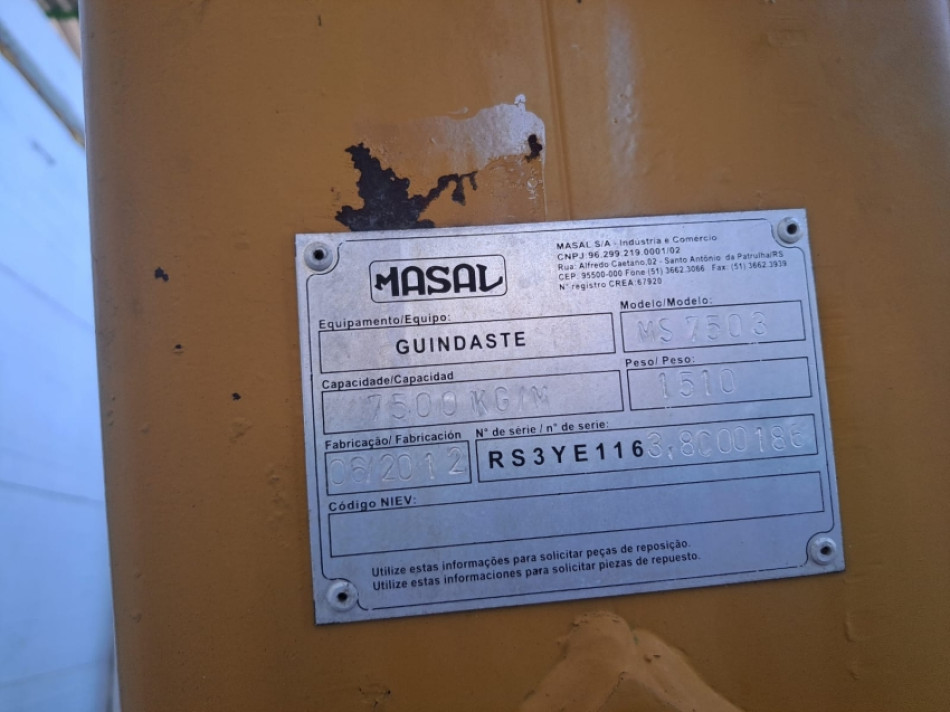 MASAL
MASAL S/A - Industria e Comercio
CNPJ.96.299.219.0001/02
Rua: Alfredo Caetano,02 - Santo Antônio da Patrulha/RS
CEP: 95500-000 Fone (51) 3662.3066 Fax: (51) 3662.3939
N° registro CREA:67920
Equipamento/Equipo:
GUINDASTE
Modelo/Modelo:
MS 7503
Capacidade/Capacidad
7500 KG/M
Peso/ Peso:
1510
Fabricação/ Fabricación
06/2012
N° de série / n° de serie:
RS3YE116
Código NIEV:
Utilize estas informações para solicitar peças de reposição.
Utilize estas informaciones para solicitar piezas de repuesto.